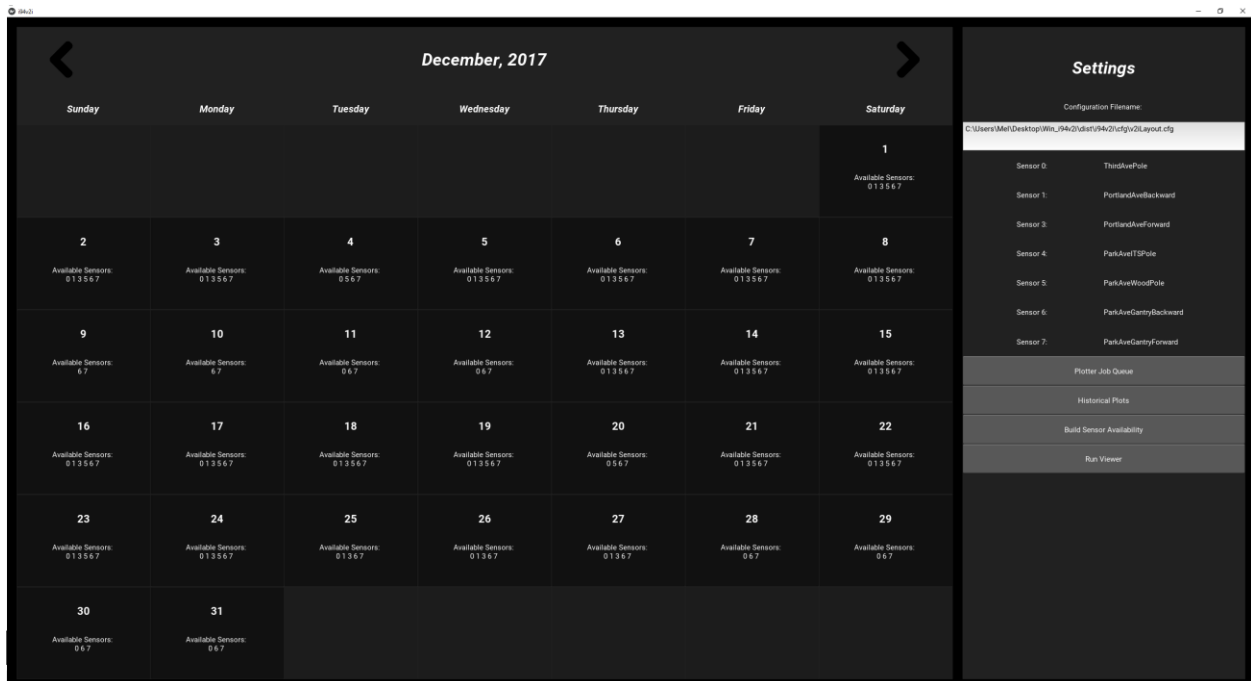 i94v2i
December, 2017
Sunday Monday Tuesday Wednesday Thursday Friday Saturday
1
Available Sensors:
0 1 3 5 6 7
2 3 4 5 6 7 8
Available Sensors: Available Sensors: Available Sensors: Available Sensors: Available Sensors: Available Sensors: Available Sensors:
0 1 3 5 6 7 0 1 3 5 6 7 0 5 6 7 0 1 3 5 6 7 0 1 3 5 6 7 0 1 3 5 6 7 0 1 3 5 6 7
9 10 11 12 13 14 15
Available Sensors: Available Sensors: Available Sensors: Available Sensors: Available Sensors: Available Sensors: Available Sensors:
6 7 6 7 0 6 7 0 6 7 0 1 3 5 6 7 0 1 3 5 6 7 0 1 3 5 6 7
16 17 18 19 20 21 22
Available Sensors: Available Sensors: Available Sensors: Available Sensors: Available Sensors: Available Sensors: Available Sensors:
0 1 3 5 6 7 0 1 3 5 6 7 0 1 3 5 6 7 0 1 3 5 6 7 0 5 6 7 0 1 3 5 6 7 0 1 3 5 6 7
23 24 25 26 27 28 29
Available Sensors: Available Sensors: Available Sensors: Available Sensors: Available Sensors: Available Sensors: Available Sensors:
0 1 3 5 6 7 0 1 3 5 6 7 0 1 3 6 7 0 1 3 6 7 0 1 3 6 7 0 6 7 0 6 7
30 31
Available Sensors: Available Sensors:
0 6 7 0 6 7
Settings
Configuration Filename:
C:\Users\Mel\Desktop\Win_i94v2i\dist\i94v2i\cfg\v2iLayout.cfg
Sensor 0: ThirdAvePole
Sensor 1: PortlandAveBackward
Sensor 3: PortlandAveForward
Sensor 4: ParkAveITSPole
Sensor 5: ParkAveWoodPole
Sensor 6: ParkAveGantryBackward
Sensor 7: ParkAveGantryForward
Plotter Job Queue
Historical Plots
Build Sensor Availability
Run Viewer